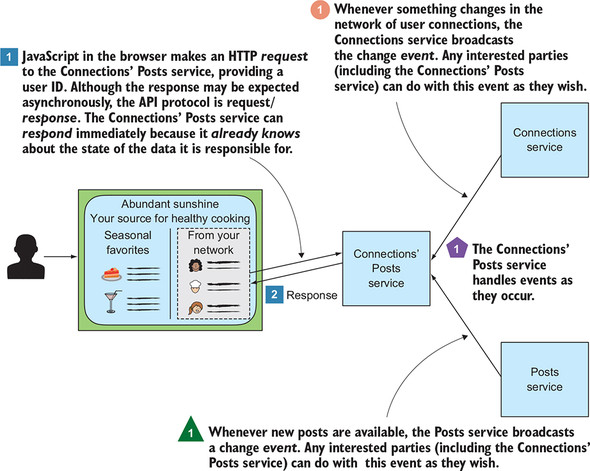 1 JavaScript in the browser makes an HTTP request
to the Connections' Posts service, providing a
user ID. Although the response may be expected
asynchronously, the API protocol is request/
response. The Connections' Posts service can
respond immediately because it already knows
about the state of the data it is responsible for.
1 Whenever something changes in the
network of user connections, the
Connections service broadcasts
the change event. Any interested parties
(including the Connections' Posts
service) can do with this event as they wish.
Connections
service
Abundant sunshine
Your source for healthy cooking
Seasonal
favorites
From your
network
2 Response
Connections'
Posts
service
1 The Connections'
Posts service
handles events as
they occur.
Posts
service
1 Whenever new posts are available, the Posts service broadcasts
a change event. Any interested parties (including the Connections'
Posts service) can do with this event as they wish.